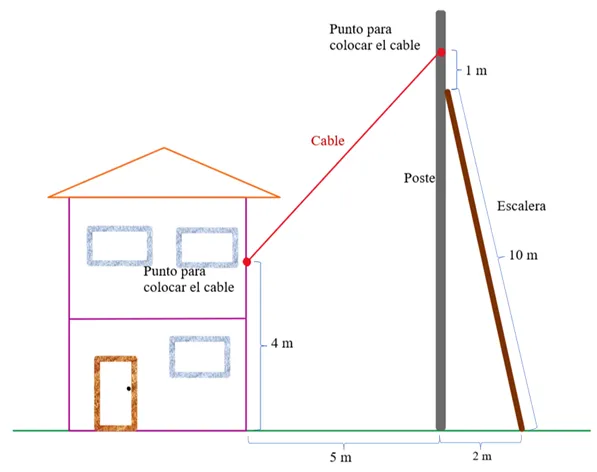 Punto para
colocar el cable
1 m
Cable
Poste
Escalera
10 m
Punto para
colocar el cable
4 m
5 m
2 m